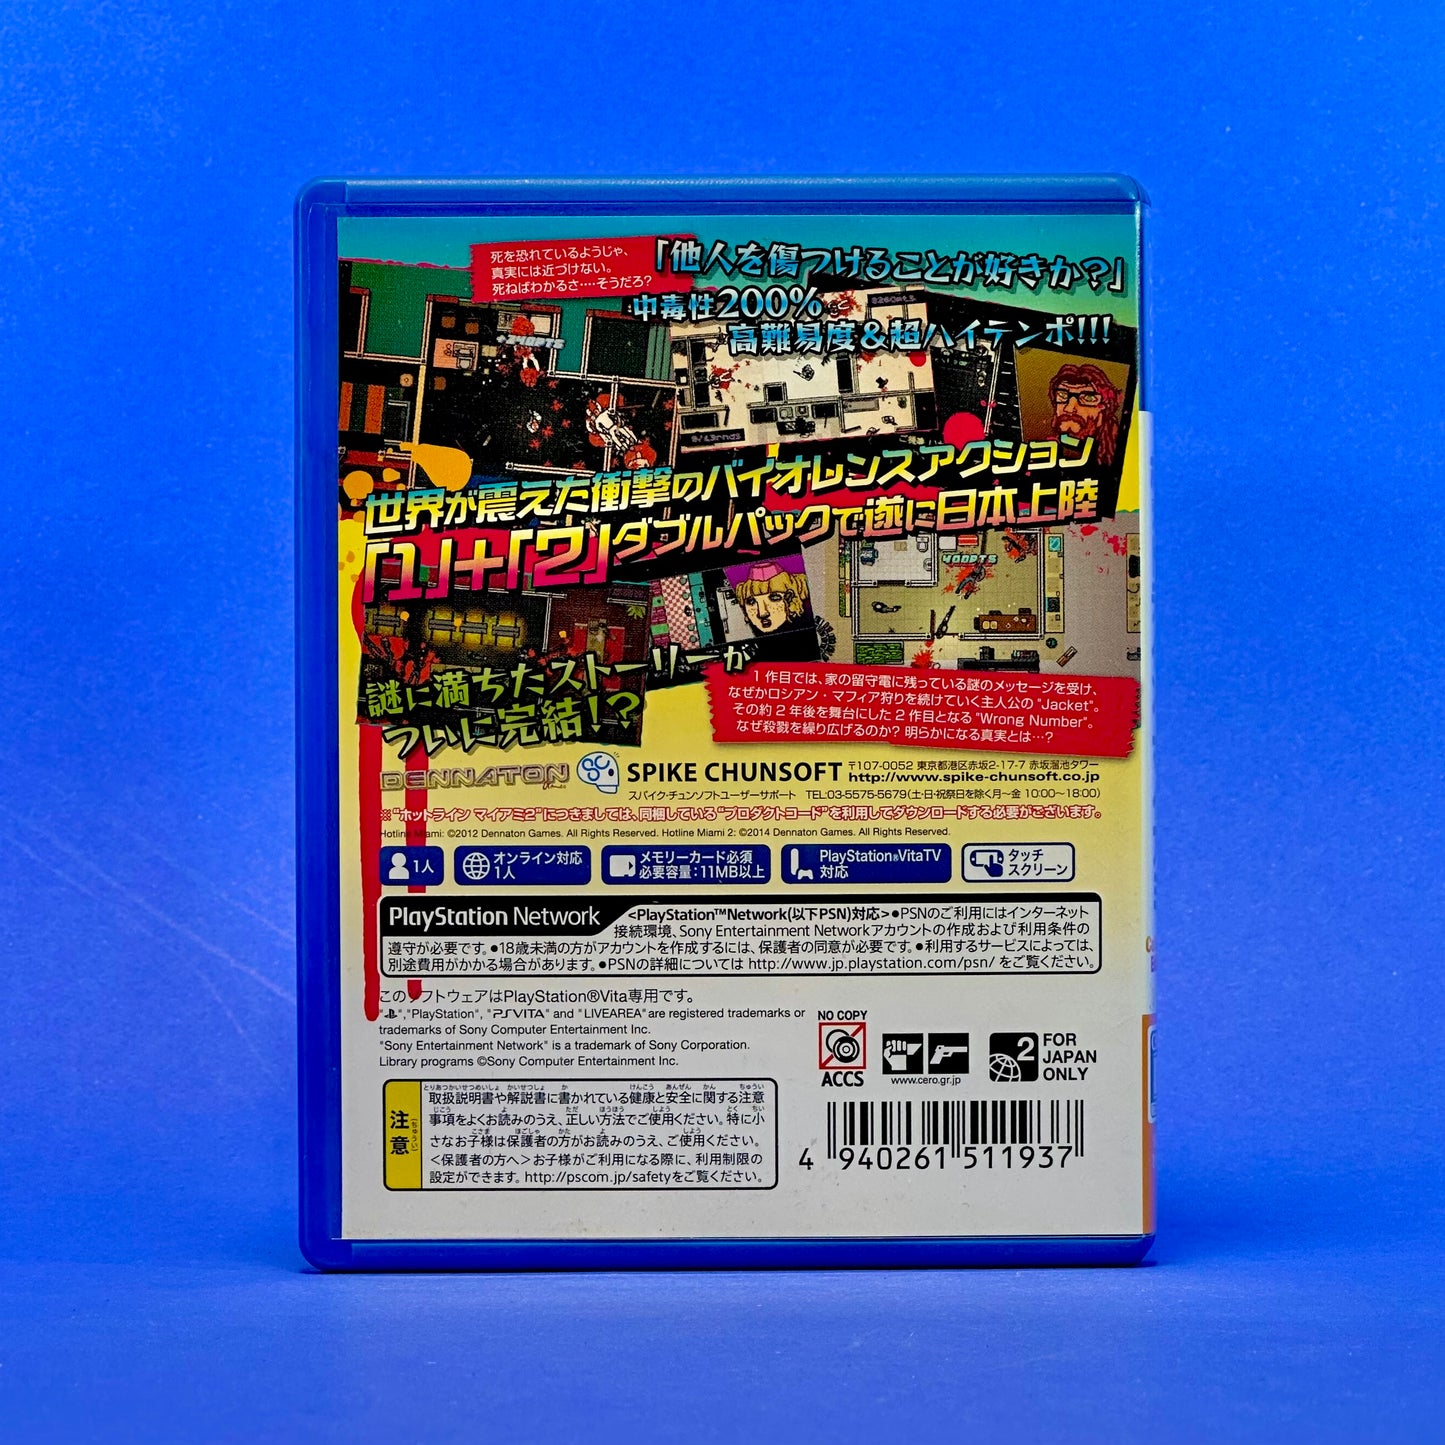 死を恐れているようじゃ、
真実には近づけない。
死ねばわかるさ……そうだろ?
「他人を傷つけることが好きか?」
中毒性200%
高難易度&超ハイテンポ!!!
+240PTS
世界が震えた衝撃のバイオレンスアクション
「1」+「2」ダブルパックで遂に日本上陸
400PTS
謎に満ちたストーリーが
ついに完結!?
1作目では、家の留守電に残っている謎のメッセージを受け、
なぜかロシアン・マフィア狩りを続けていく主人公の "Jacket"。
その約2年後を舞台にした2作目となる "Wrong Number"。
なぜ殺戮を繰り広げるのか? 明らかになる真実とは…?
DENNATON
SC SPIKE CHUNSOFT 〒107-0052 東京都港区赤坂2-17-7 赤坂溜池タワー
http://www.spike-chunsoft.co.jp
スパイク・チュンソフトユーザーサポート TEL:03-5575-5679(土・日・祝祭日を除く月〜金 10:00〜18:00)
※"ホットライン マイアミ2"につきましては、同梱している"プロダクトコード"を利用してダウンロードする必要がございます。
Hotline Miami: ©2012 Dennaton Games. All Rights Reserved. Hotline Miami 2: ©2014 Dennaton Games. All Rights Reserved.
1人
オンライン対応
1人
メモリーカード必須
必要容量:11MB以上
PlayStation®VitaTV
対応
タッチ
スクリーン
PlayStation Network <PlayStation™Network(以下PSN)対応>●PSNのご利用にはインターネット
接続環境、Sony Entertainment Networkアカウントの作成および利用条件の
遵守が必要です。●18歳未満の方がアカウントを作成するには、保護者の同意が必要です。●利用するサービスによっては、
別途費用がかかる場合があります。●PSNの詳細については http://www.jp.playstation.com/psn/ をご覧ください。
このソフトウェアはPlayStation®Vita専用です。
"PS", "PlayStation", "PSVITA" and "LIVEAREA" are registered trademarks or
trademarks of Sony Computer Entertainment Inc.
"Sony Entertainment Network" is a trademark of Sony Corporation.
Library programs ©Sony Computer Entertainment Inc.
NO COPY
ACCS
www.cero.gr.jp
2
FOR
JAPAN
ONLY
注意
取扱説明書や解説書に書かれている健康と安全に関する注意
事項をよくお読みのうえ、正しい方法でご使用ください。特に小
さなお子様は保護者の方がお読みのうえ、ご使用ください。
<保護者の方へ>お子様がご利用になる際に、利用制限の
設定ができます。http://pscom.jp/safetyをご覧ください。
4 940261 511937